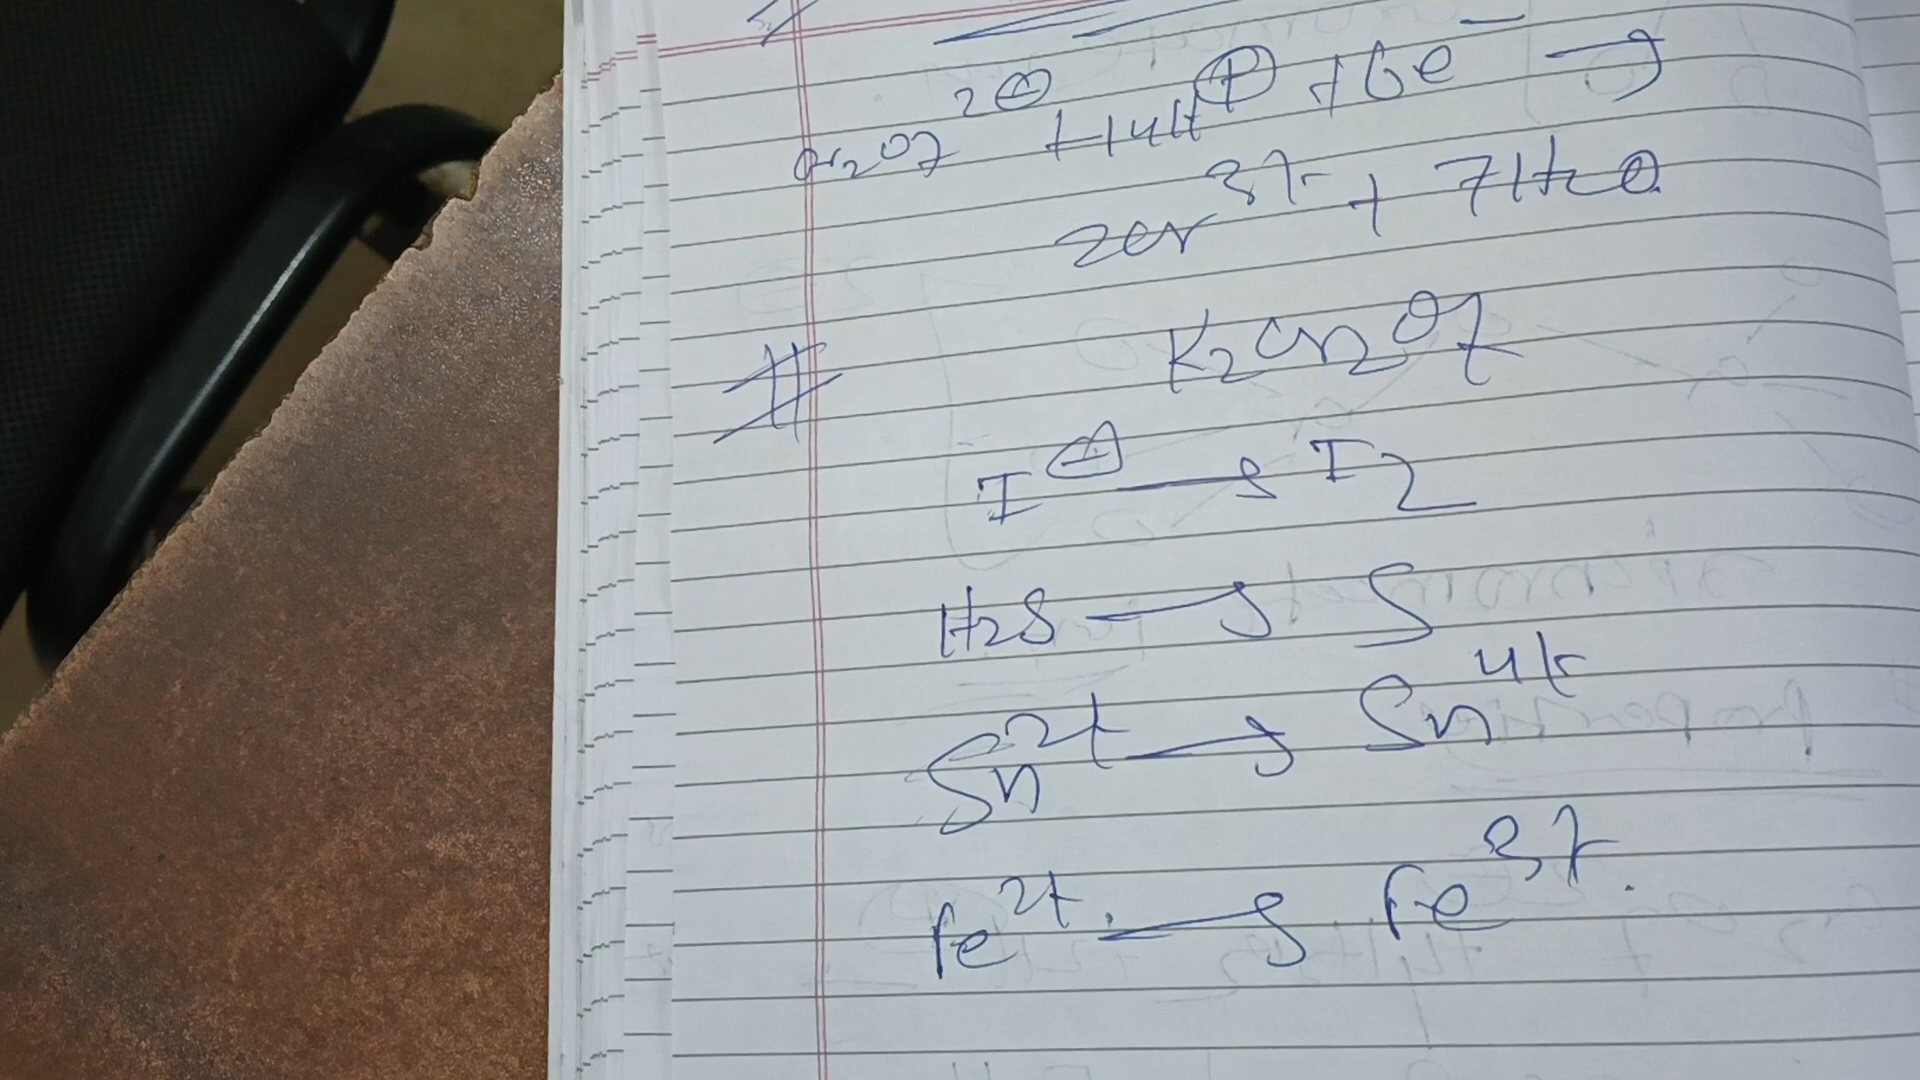 Cr₂O₇²⊖ + 14H⊕ + 6e⁻ →
2Cr³⁺ + 7H₂O
# K₂Cr₂O₇
I⊖ → I₂
H₂S → S
Sn²⁺ → Sn⁴⁺
Fe²⁺ → Fe³⁺.